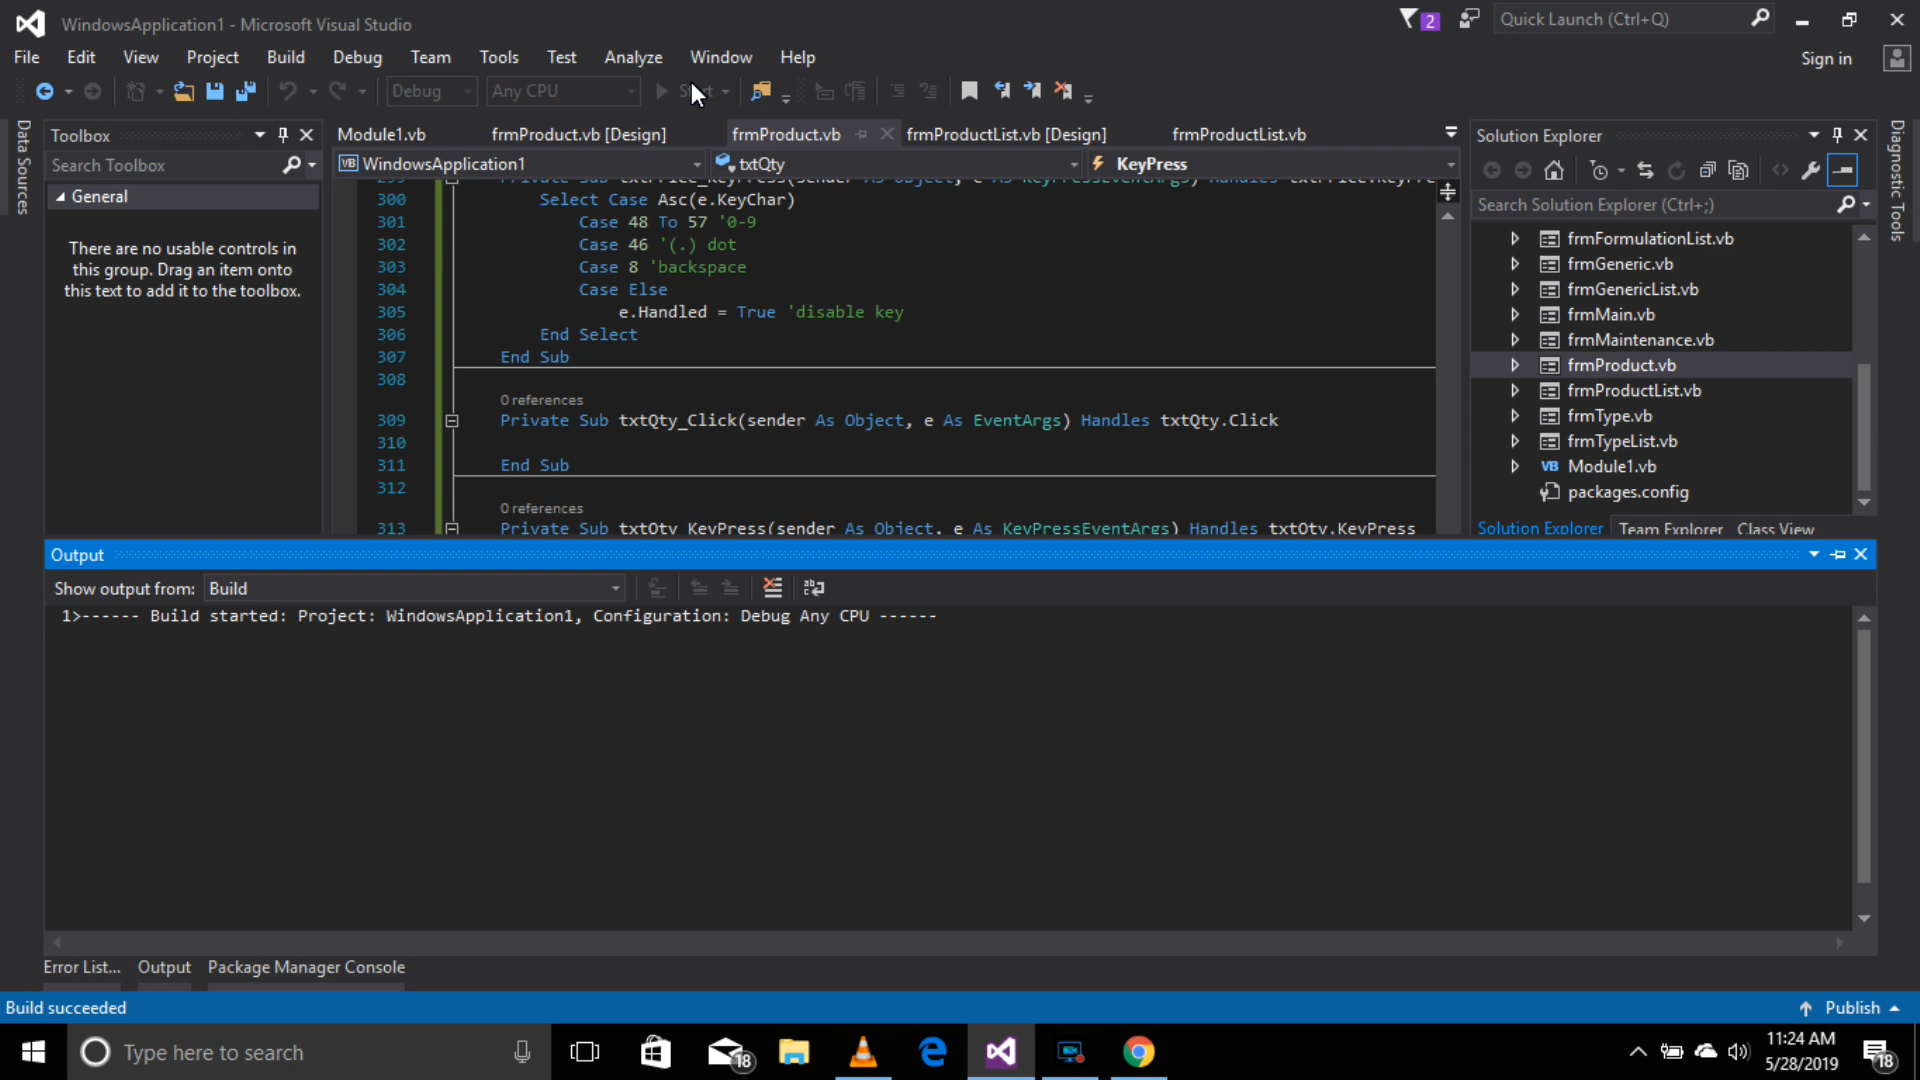 WindowsApplication1 - Microsoft Visual Studio
2
Quick Launch (Ctrl+Q)
File Edit View Project Build Debug Team Tools Test Analyze Window Help
Sign in
Debug Any CPU
Data Sources
Toolbox
Search Toolbox
General
There are no usable controls in
this group. Drag an item onto
this text to add it to the toolbox.
Module1.vb frmProduct.vb [Design] frmProduct.vb frmProductList.vb [Design] frmProductList.vb
VB WindowsApplication1 txtQty KeyPress
300 Select Case Asc(e.KeyChar)
301 Case 48 To 57 '0-9
302 Case 46 '(.) dot
303 Case 8 'backspace
304 Case Else
305 e.Handled = True 'disable key
306 End Select
307 End Sub
308
0 references
309 Private Sub txtQty_Click(sender As Object, e As EventArgs) Handles txtQty.Click
310
311 End Sub
312
0 references
313 Private Sub txtQty_KeyPress(sender As Object, e As KeyPressEventArgs) Handles txtQty.KeyPress
Solution Explorer
Search Solution Explorer (Ctrl+;)
frmFormulationList.vb
frmGeneric.vb
frmGenericList.vb
frmMain.vb
frmMaintenance.vb
frmProduct.vb
frmProductList.vb
frmType.vb
frmTypeList.vb
VB Module1.vb
packages.config
Solution Explorer Team Explorer Class View
Diagnostic Tools
Output
Show output from: Build
1>------ Build started: Project: WindowsApplication1, Configuration: Debug Any CPU ------
Error List... Output Package Manager Console
Build succeeded
Publish
Type here to search
18
11:24 AM
5/28/2019
18